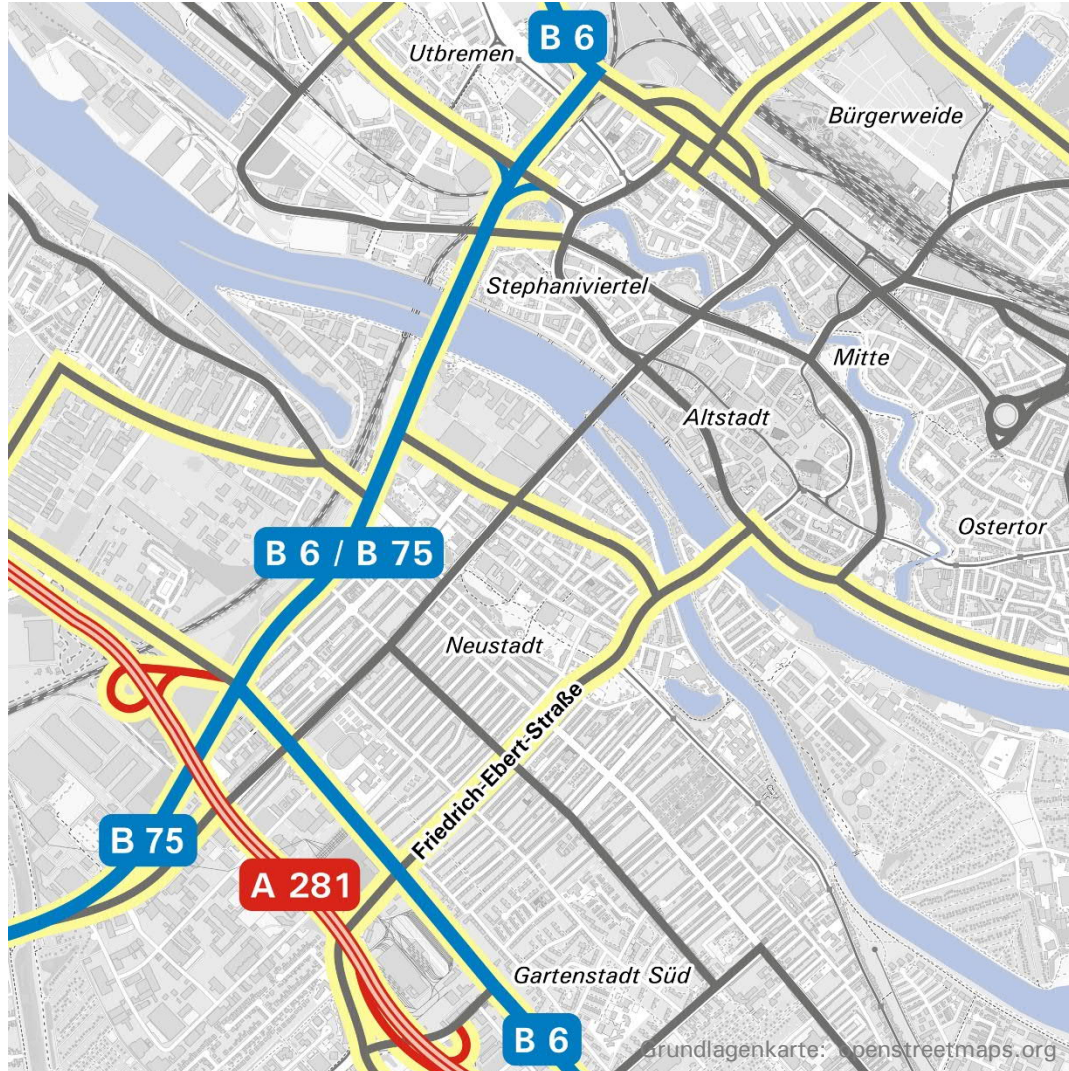 B 6
Utbremen
Bürgerweide
Stephaniviertel
Mitte
Altstadt
Ostertor
B 6 / B 75
Neustadt
Friedrich-Ebert-Straße
B 75
A 281
Gartenstadt Süd
B 6
Grundlagenkarte: openstreetmaps.org